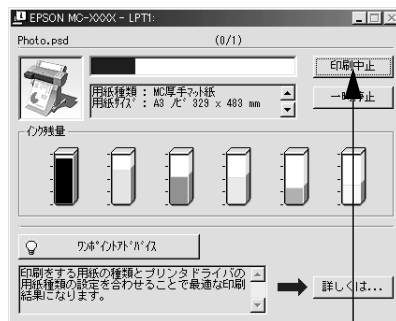 EPSON MC-XXXX - LPT1:
Photo.psd (0/1)
印刷中止
用紙種類 : MC厚手マット紙
用紙サイズ : A3 ノビ 329 x 483 mm
一時停止
インク残量
ワンポイントアドバイス
印刷をする用紙の種類とプリンタドライバの
用紙種類の設定を合わせることで最適な印刷
結果になります。
詳しくは...